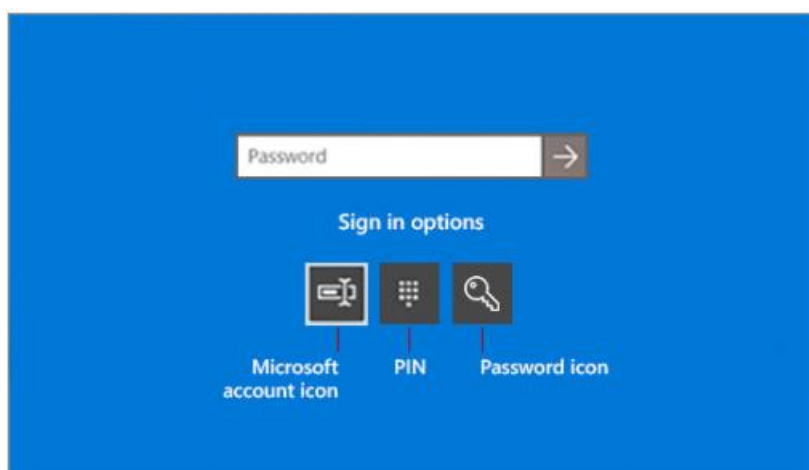 Password
Sign in options
Microsoft
account icon
PIN
Password icon